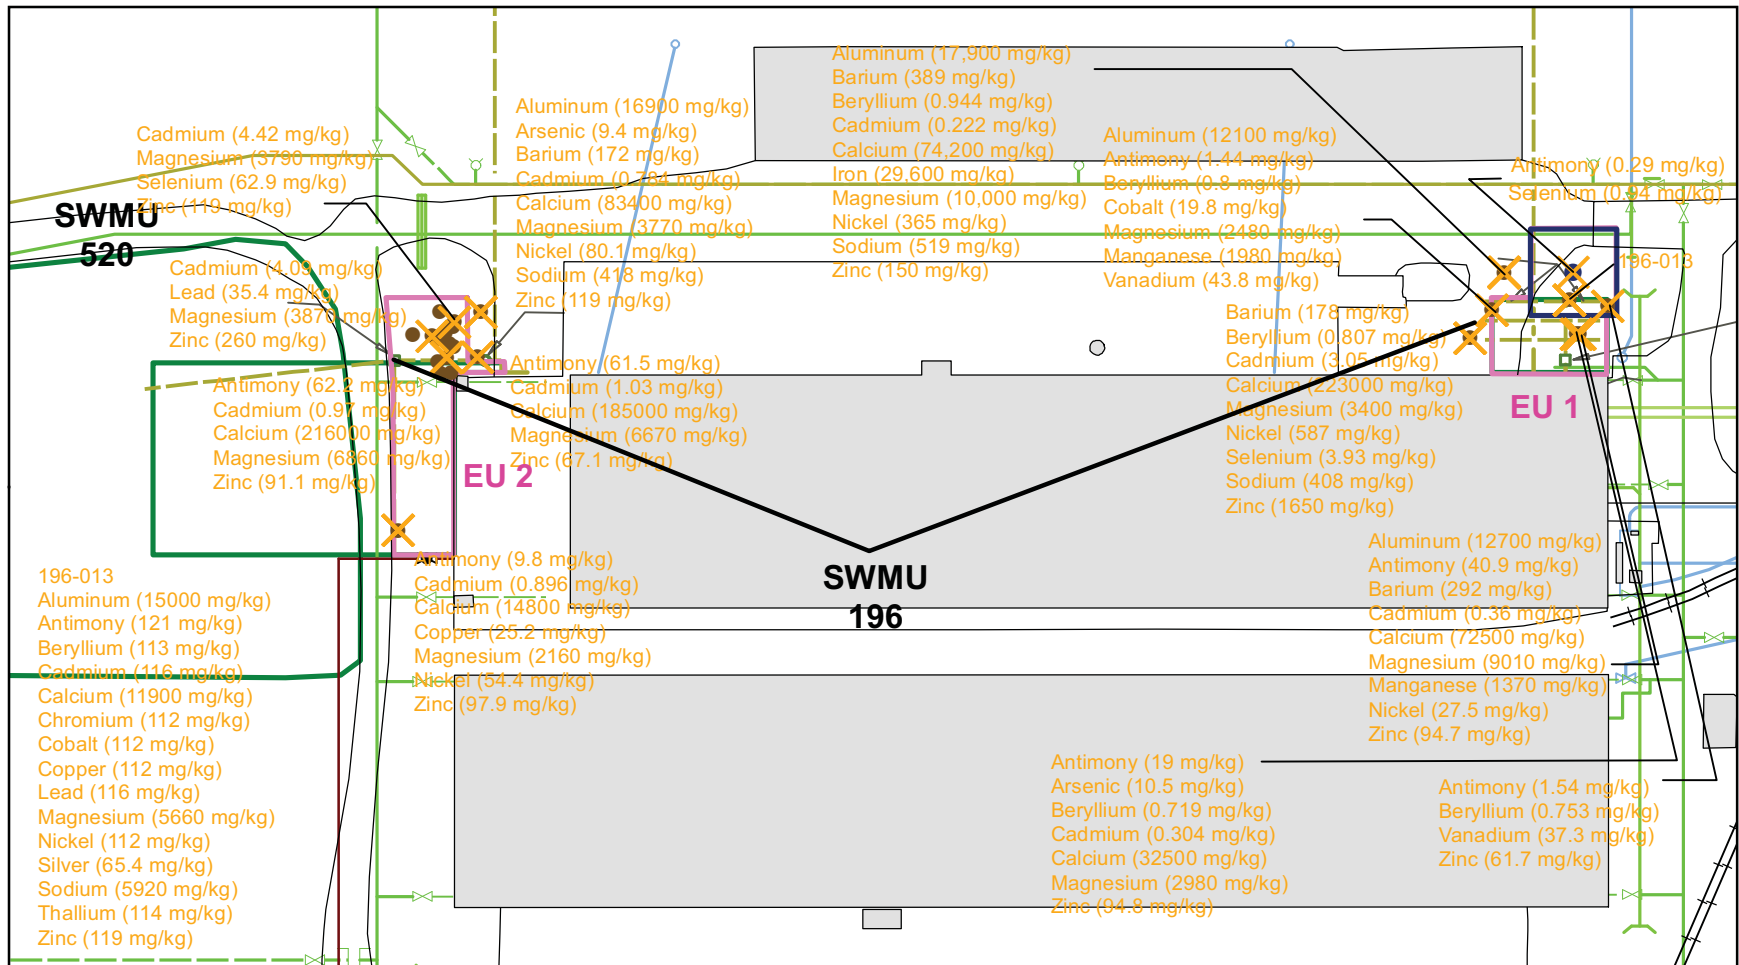 Cadmium (4.42 mg/kg)
Magnesium (3790 mg/kg)
Selenium (62.9 mg/kg)
Zinc (119 mg/kg)
SWMU
520
Cadmium (4.09 mg/kg)
Lead (35.4 mg/kg)
Magnesium (3870 mg/kg)
Zinc (260 mg/kg)
Antimony (62.2 mg/kg)
Cadmium (0.97 mg/kg)
Calcium (216000 mg/kg)
Magnesium (6860 mg/kg)
Zinc (91.1 mg/kg)
Aluminum (16900 mg/kg)
Arsenic (9.4 mg/kg)
Barium (172 mg/kg)
Cadmium (0.784 mg/kg)
Calcium (83400 mg/kg)
Magnesium (3770 mg/kg)
Nickel (80.1 mg/kg)
Sodium (418 mg/kg)
Zinc (119 mg/kg)
Antimony (61.5 mg/kg)
Cadmium (1.03 mg/kg)
Calcium (185000 mg/kg)
Magnesium (6670 mg/kg)
Zinc (67.1 mg/kg)
EU 2
Aluminum (17,900 mg/kg)
Barium (389 mg/kg)
Beryllium (0.944 mg/kg)
Cadmium (0.222 mg/kg)
Calcium (74,200 mg/kg)
Iron (29,600 mg/kg)
Magnesium (10,000 mg/kg)
Nickel (365 mg/kg)
Sodium (519 mg/kg)
Zinc (150 mg/kg)
Aluminum (12100 mg/kg)
Antimony (1.44 mg/kg)
Beryllium (0.8 mg/kg)
Cobalt (19.8 mg/kg)
Magnesium (2480 mg/kg)
Manganese (1980 mg/kg)
Vanadium (43.8 mg/kg)
Antimony (0.29 mg/kg)
Selenium (0.94 mg/kg)
196-013
Barium (178 mg/kg)
Beryllium (0.807 mg/kg)
Cadmium (3.05 mg/kg)
Calcium (223000 mg/kg)
Magnesium (3400 mg/kg)
Nickel (587 mg/kg)
Selenium (3.93 mg/kg)
Sodium (408 mg/kg)
Zinc (1650 mg/kg)
EU 1
SWMU
196
196-013
Aluminum (15000 mg/kg)
Antimony (121 mg/kg)
Beryllium (113 mg/kg)
Cadmium (116 mg/kg)
Calcium (11900 mg/kg)
Chromium (112 mg/kg)
Cobalt (112 mg/kg)
Copper (112 mg/kg)
Lead (116 mg/kg)
Magnesium (5660 mg/kg)
Nickel (112 mg/kg)
Silver (65.4 mg/kg)
Sodium (5920 mg/kg)
Thallium (114 mg/kg)
Zinc (119 mg/kg)
Antimony (9.8 mg/kg)
Cadmium (0.896 mg/kg)
Calcium (14800 mg/kg)
Copper (25.2 mg/kg)
Magnesium (2160 mg/kg)
Nickel (54.4 mg/kg)
Zinc (97.9 mg/kg)
Aluminum (12700 mg/kg)
Antimony (40.9 mg/kg)
Barium (292 mg/kg)
Cadmium (0.36 mg/kg)
Calcium (72500 mg/kg)
Magnesium (9010 mg/kg)
Manganese (1370 mg/kg)
Nickel (27.5 mg/kg)
Zinc (94.7 mg/kg)
Antimony (19 mg/kg)
Arsenic (10.5 mg/kg)
Beryllium (0.719 mg/kg)
Cadmium (0.304 mg/kg)
Calcium (32500 mg/kg)
Magnesium (2980 mg/kg)
Zinc (94.8 mg/kg)
Antimony (1.54 mg/kg)
Beryllium (0.753 mg/kg)
Vanadium (37.3 mg/kg)
Zinc (61.7 mg/kg)